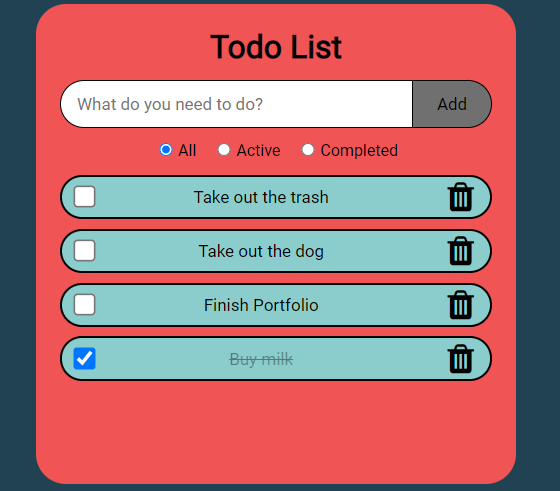 Todo List
What do you need to do? Add
All Active Completed
Take out the trash
Take out the dog
Finish Portfolio
Buy milk